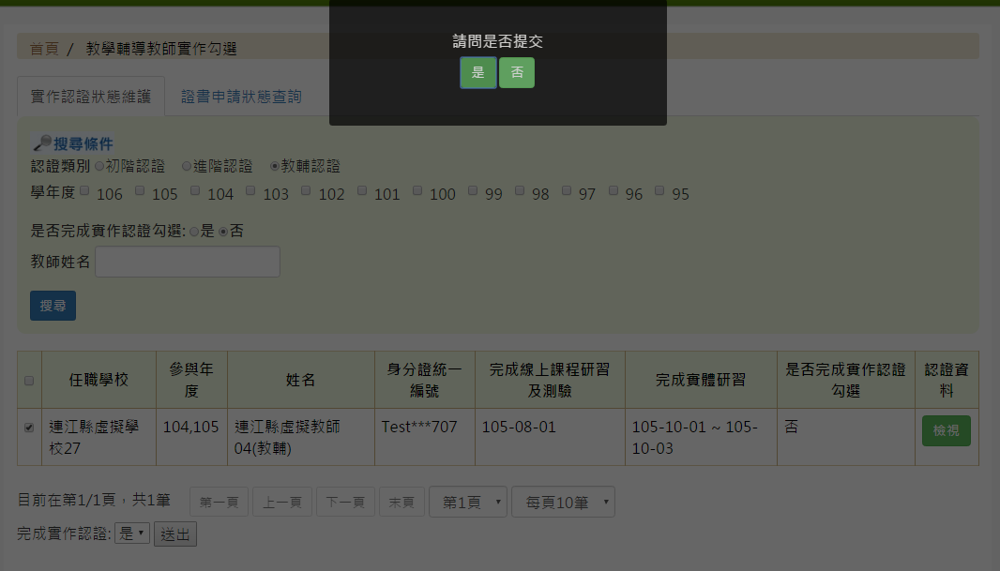 請問是否提交
是 否
首頁 / 教學輔導教師實作勾選
實作認證狀態維護 證書申請狀態查詢
搜尋條件
認證類別 初階認證 進階認證 教輔認證
學年度 106 105 104 103 102 101 100 99 98 97 96 95
是否完成實作認證勾選: 是 否
教師姓名
搜尋
任職學校 參與年度 姓名 身分證統一編號 完成線上課程研習及測驗 完成實體研習 是否完成實作認證勾選 認證資料
連江縣虛擬學校27 104,105 連江縣虛擬教師04(教輔) Test***707 105-08-01 105-10-01 ~ 105-10-03 否 檢視
目前在第1/1頁，共1筆 第一頁 上一頁 下一頁 末頁 第1頁 每頁10筆
完成實作認證: 是 送出